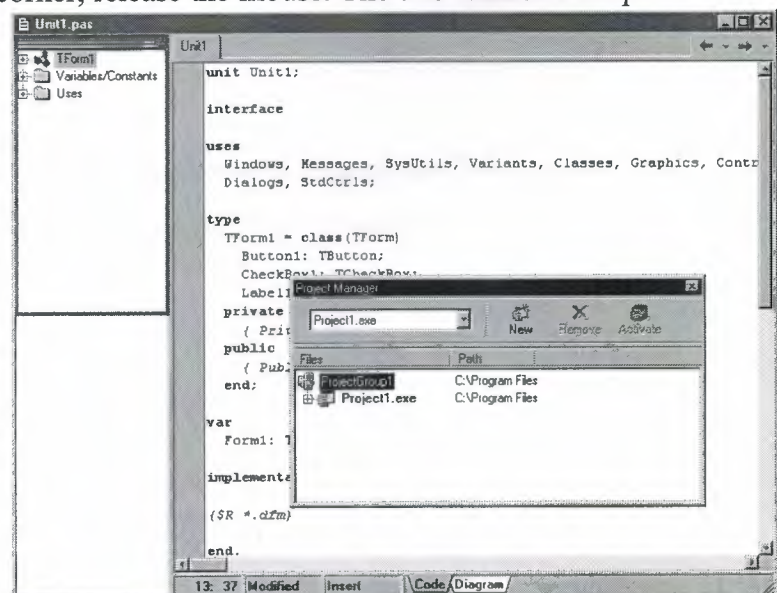 corner, release the mouse. The
Unit1.pas
TForm1
Variables/Constants
Uses
Unit1
unit Unit1;
interface
uses
Windows, Messages, SysUtils, Variants, Classes, Graphics, Contr
Dialogs, StdCtrls;
type
TForm1 = class(TForm)
Button1: TButton;
CheckBox1: TCheckBox;
Label1
private
{ Pri
public
{ Publ
end;
var
Form1: T
implementa
{$R *.dfm}
end.
Project Manager
Project1.exe
New
Remove
Activate
Files
Path
ProjectGroup1
C:\Program Files
Project1.exe
C:\Program Files
13: 37
Modified
Insert
Code
Diagram